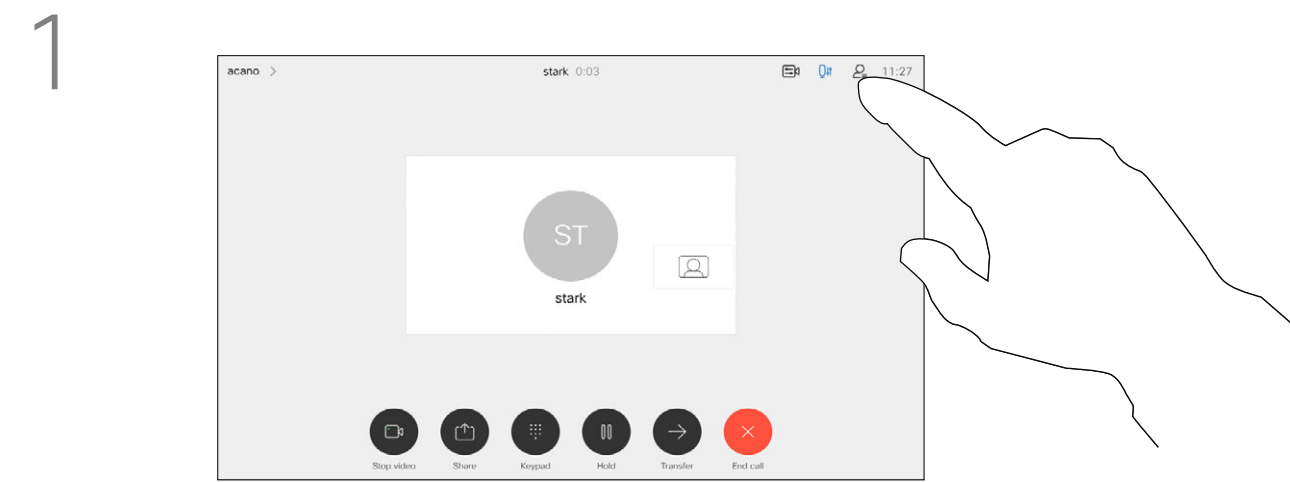 1
acano > stark 0:03 11:27
ST
stark
Stop video Share Keypad Hold Transfer End call